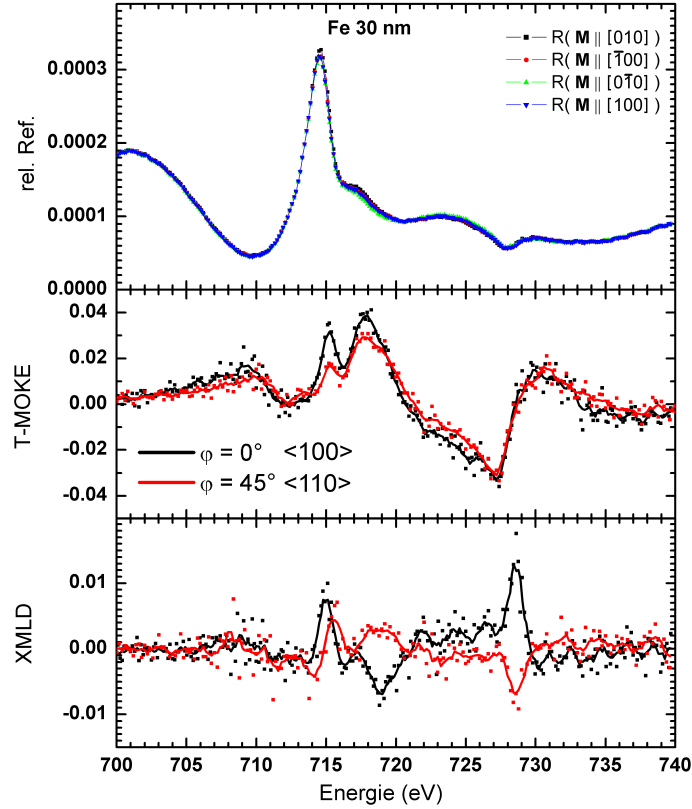 Fe 30 nm
R( M || [010] )
R( M || [1̅00] )
R( M || [01̅0] )
R( M || [100] )
rel. Ref.
0.0003
0.0002
0.0001
0.0000
T-MOKE
0.04
0.02
0.00
-0.02
-0.04
φ = 0° <100>
φ = 45° <110>
XMLD
0.01
0.00
-0.01
700 705 710 715 720 725 730 735 740
Energie (eV)